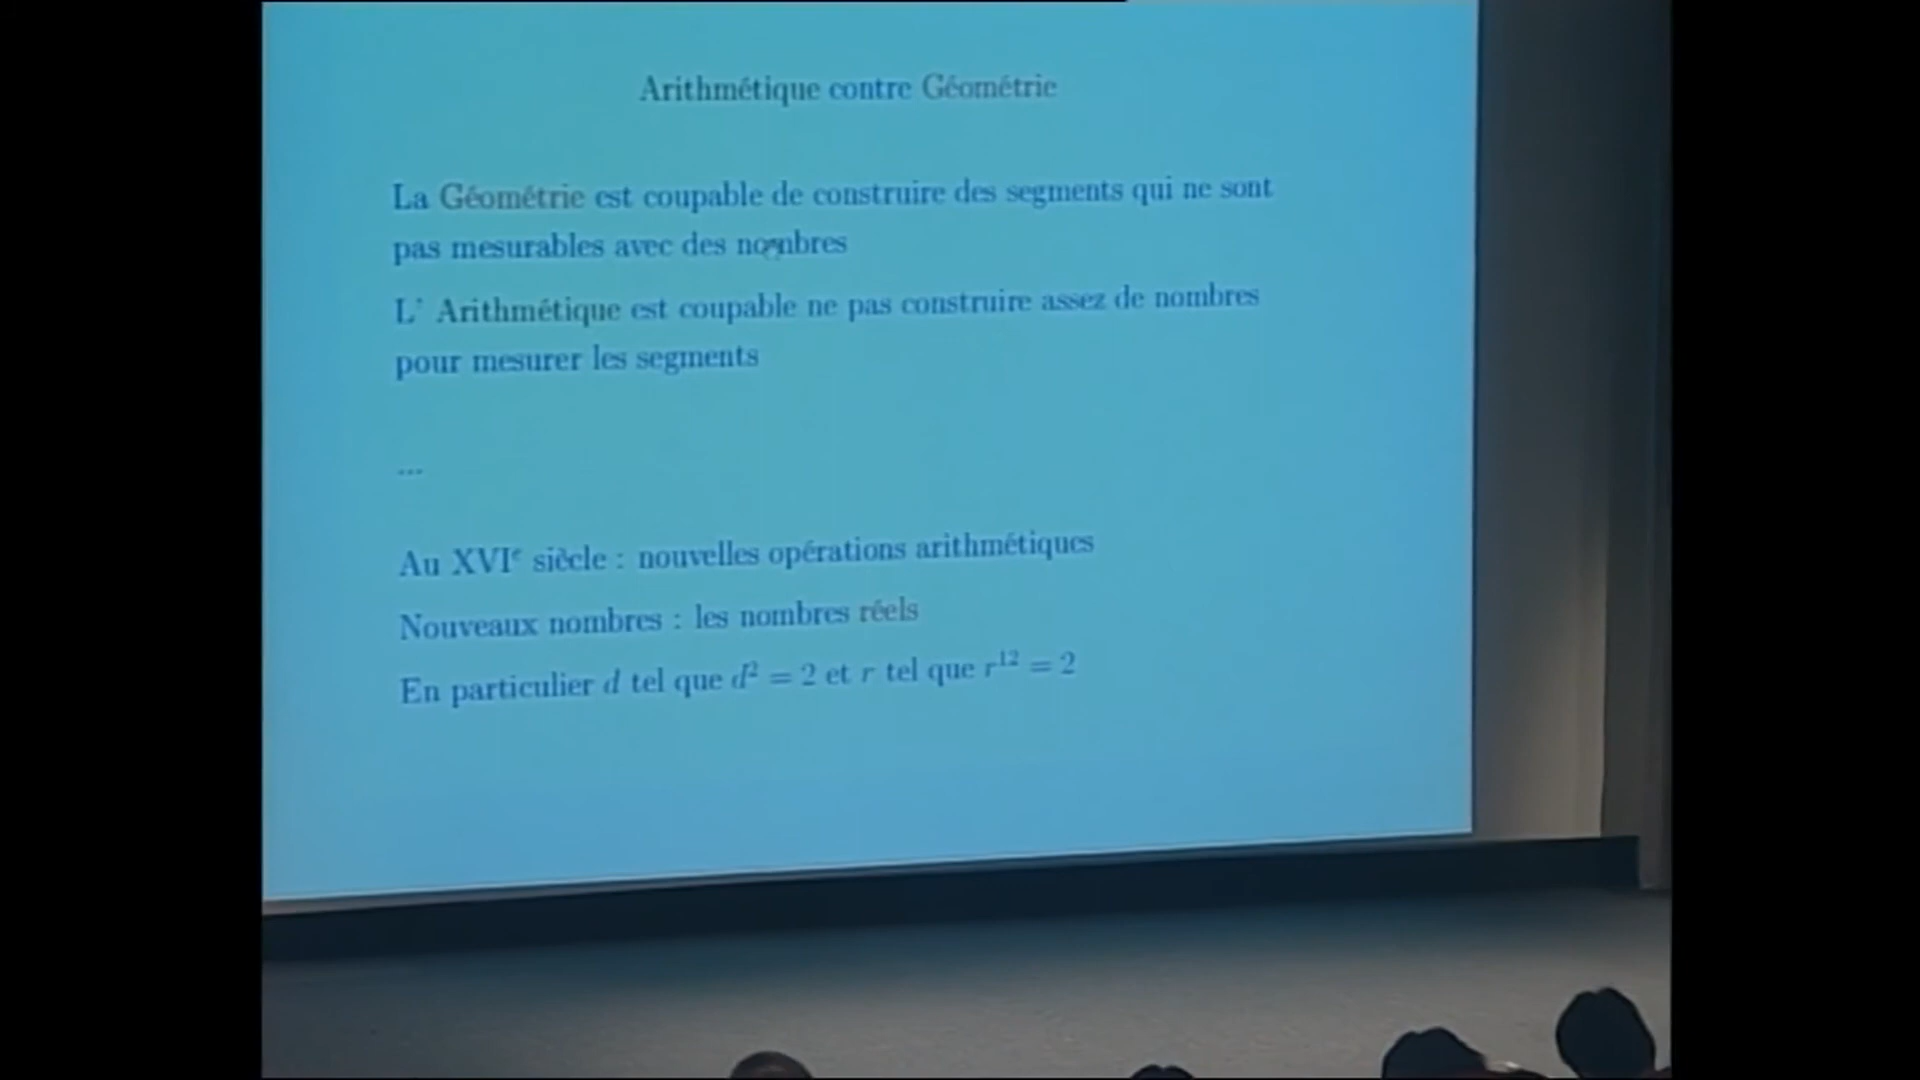 Arithmétique contre Géométrie
La Géométrie est coupable de construire des segments qui ne sont
pas mesurables avec des nombres
L' Arithmétique est coupable ne pas construire assez de nombres
pour mesurer les segments
...
Au XVIe siècle : nouvelles opérations arithmétiques
Nouveaux nombres : les nombres réels
En particulier d tel que d² = 2 et r tel que r¹² = 2